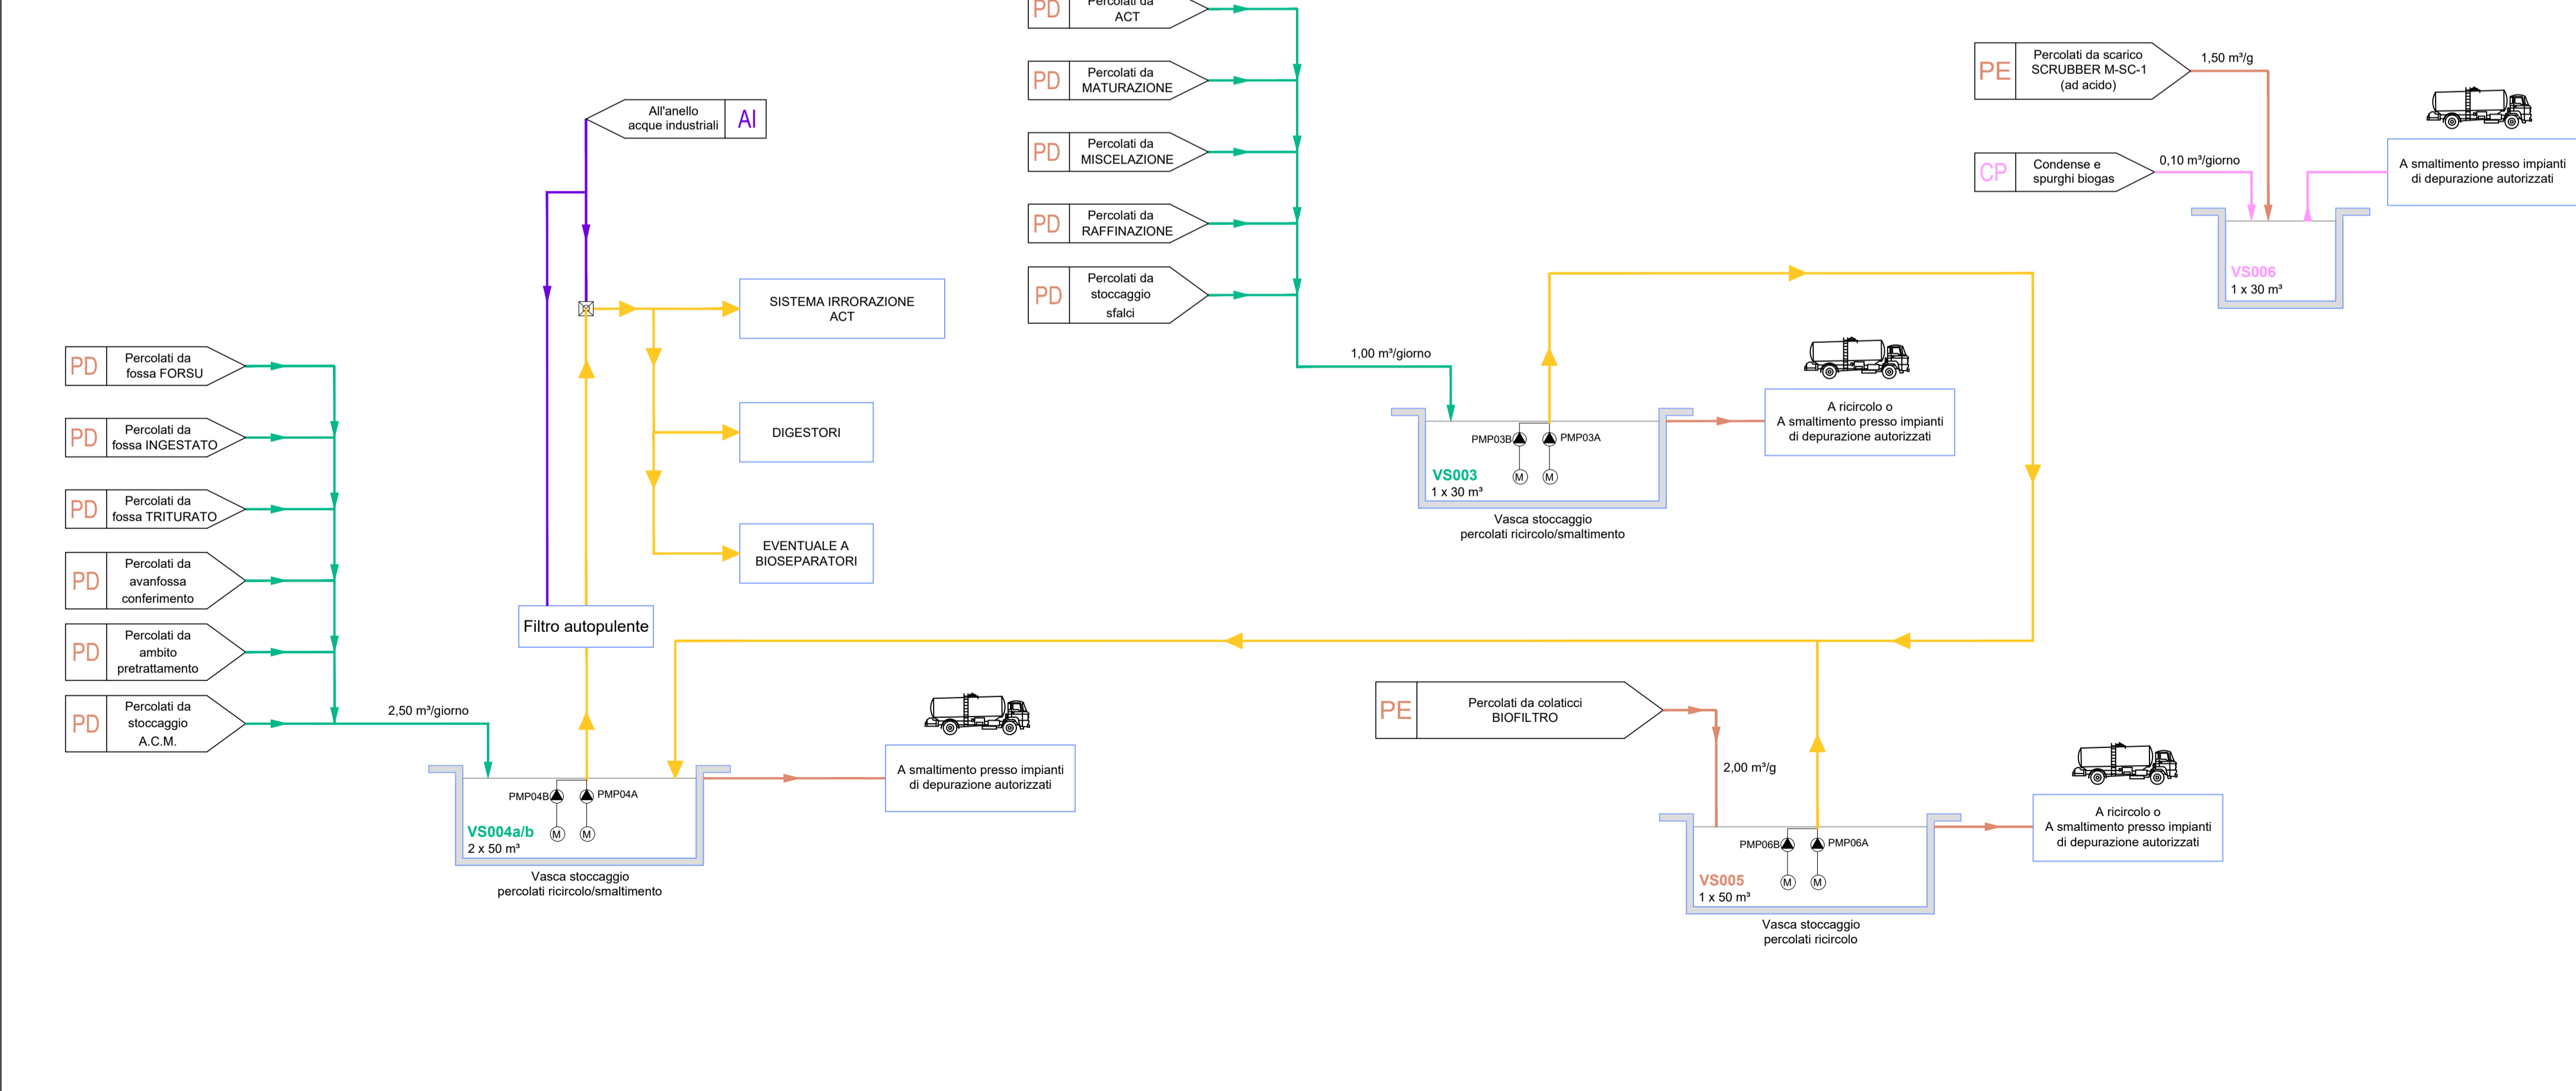 PD
Percolati da
ACT
PD
Percolati da
MATURAZIONE
PD
Percolati da
MISCELAZIONE
PD
Percolati da
RAFFINAZIONE
PD
Percolati da
stoccaggio
sfalci
1,00 m³/giorno
PE
Percolati da scarico
SCRUBBER M-SC-1
(ad acido)
1,50 m³/g
CP
Condense e
spurghi biogas
0,10 m³/giorno
A smaltimento presso impianti
di depurazione autorizzati
VS006
1 x 30 m³
All'anello
acque industriali
AI
SISTEMA IRRORAZIONE
ACT
DIGESTORI
EVENTUALE A
BIOSEPARATORI
Filtro autopulente
PD
Percolati da
fossa FORSU
PD
Percolati da
fossa INGESTATO
PD
Percolati da
fossa TRITURATO
PD
Percolati da
avanfossa
conferimento
PD
Percolati da
ambito
pretrattamento
PD
Percolati da
stoccaggio
A.C.M.
2,50 m³/giorno
PMP04B
PMP04A
M
M
VS004a/b
2 x 50 m³
Vasca stoccaggio
percolati ricircolo/smaltimento
A smaltimento presso impianti
di depurazione autorizzati
PMP03B
PMP03A
M
M
VS003
1 x 30 m³
Vasca stoccaggio
percolati ricircolo/smaltimento
A ricircolo o
A smaltimento presso impianti
di depurazione autorizzati
PE
Percolati da colaticci
BIOFILTRO
2,00 m³/g
PMP06B
PMP06A
M
M
VS005
1 x 50 m³
Vasca stoccaggio
percolati ricircolo
A ricircolo o
A smaltimento presso impianti
di depurazione autorizzati